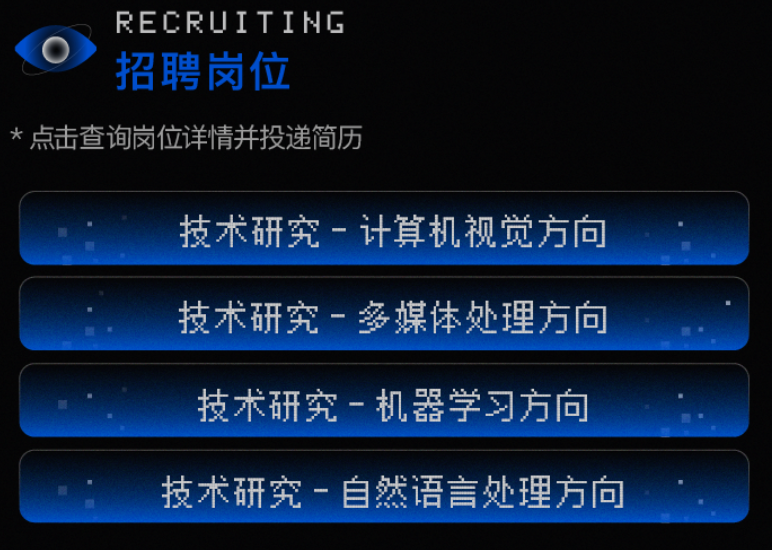 RECRUITING
招聘岗位
* 点击查询岗位详情并投递简历
技术研究 - 计算机视觉方向
技术研究 - 多媒体处理方向
技术研究 - 机器学习方向
技术研究 - 自然语言处理方向